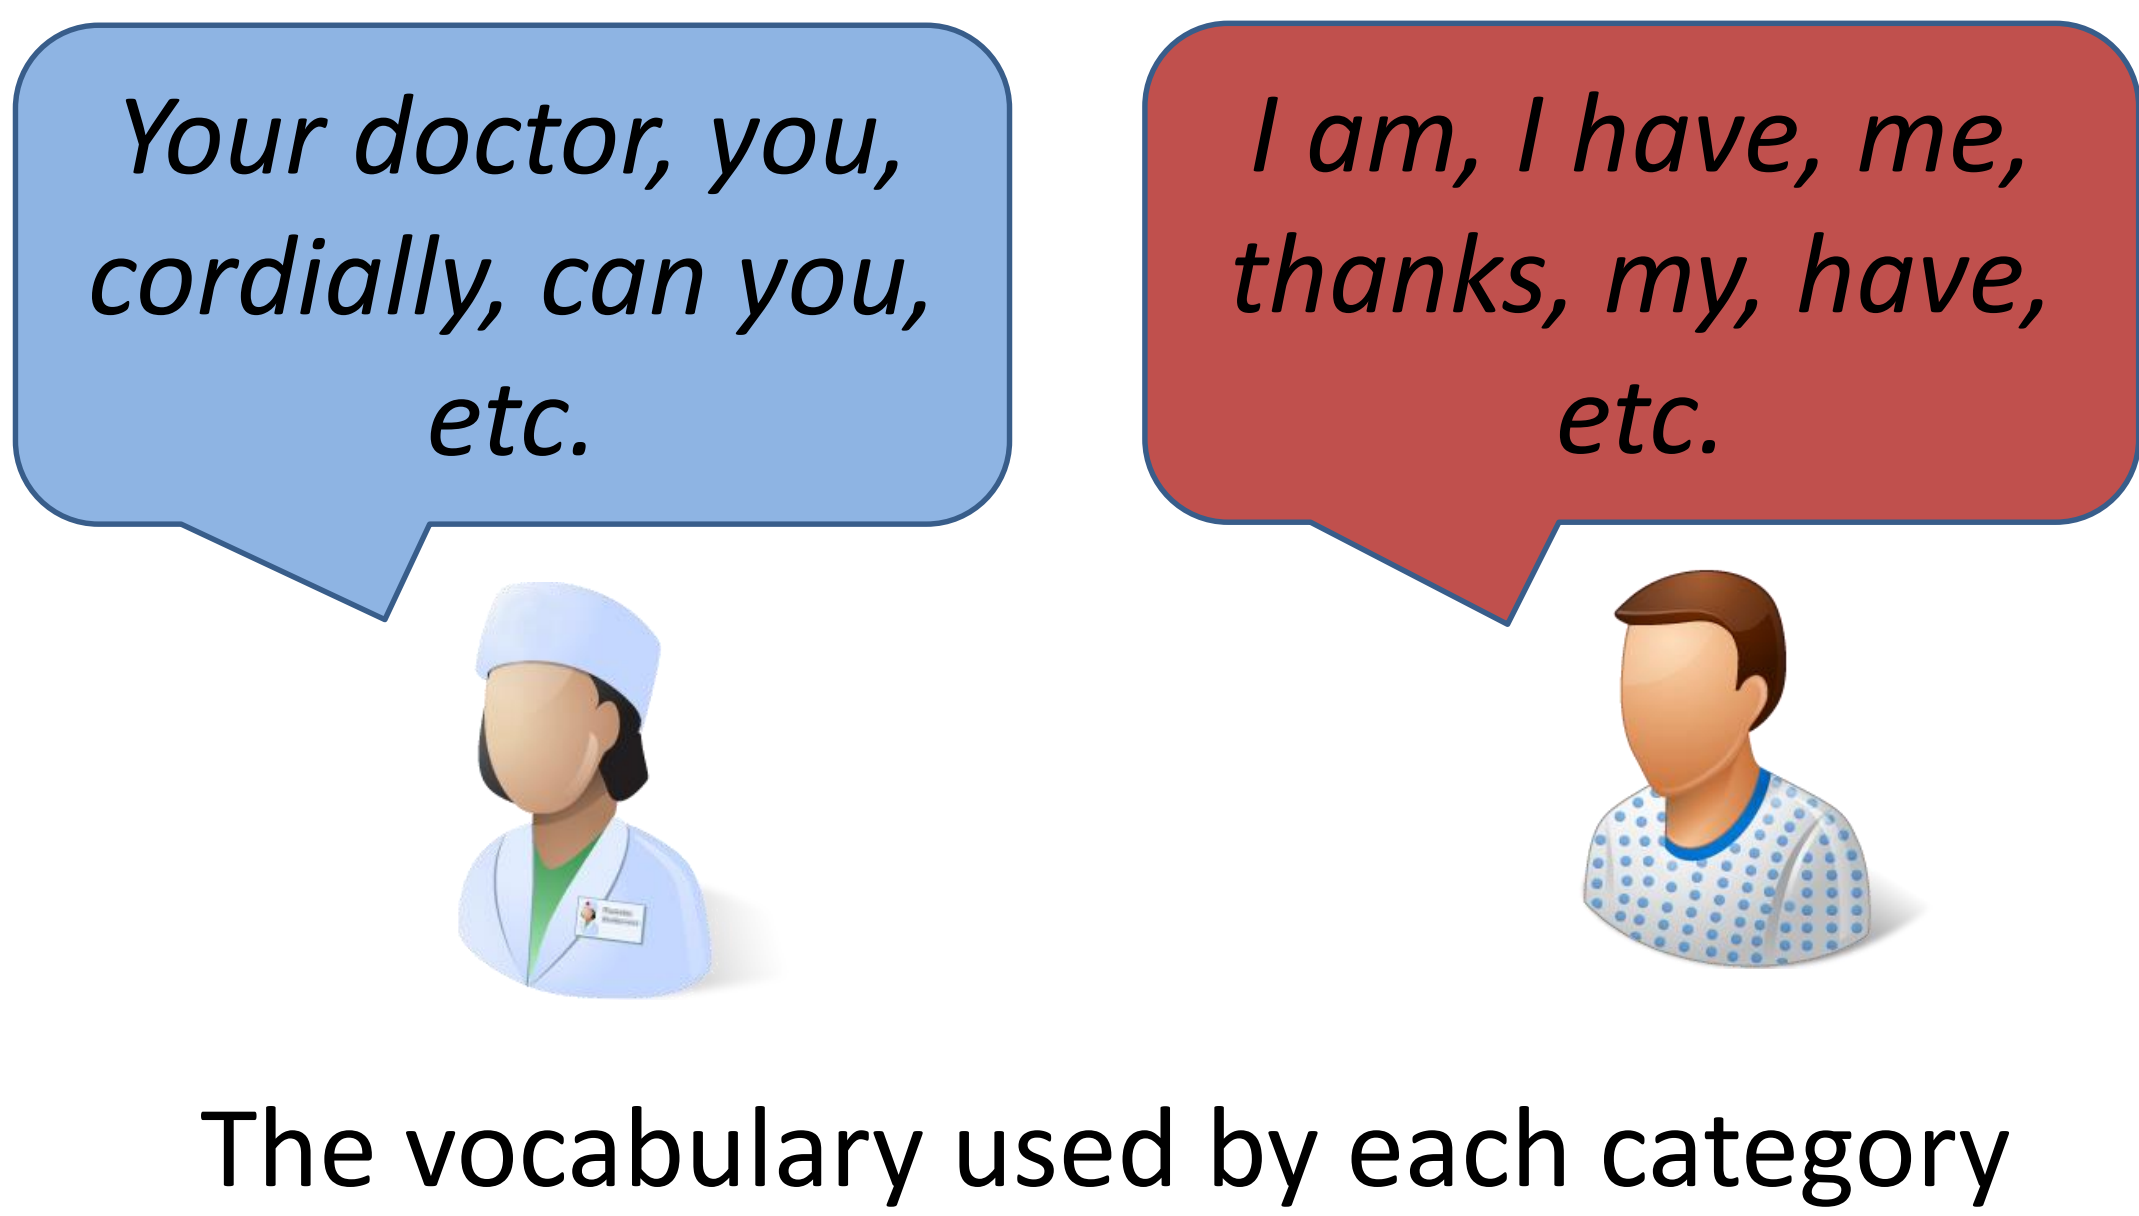 Your doctor, you,
cordially, can you,
etc.
I am, I have, me,
thanks, my, have,
etc.
The vocabulary used by each category